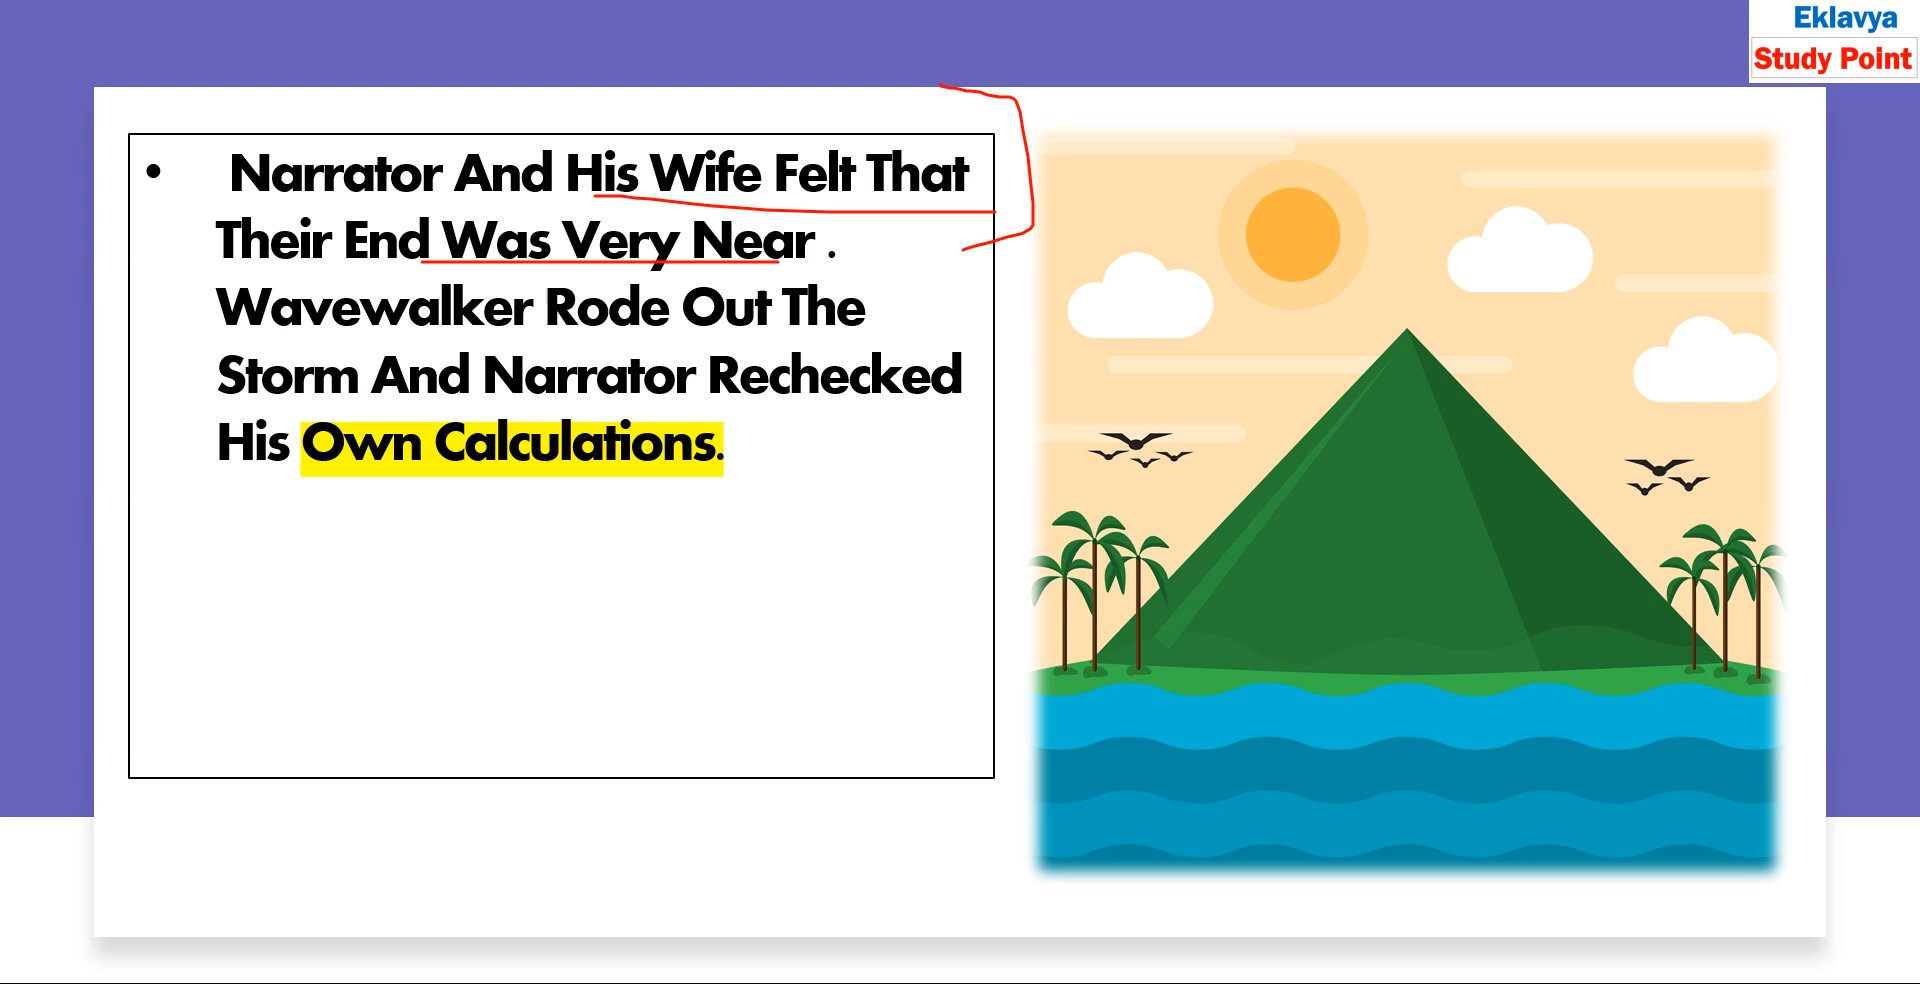 Eklavya
Study Point
• Narrator And His Wife Felt That
Their End Was Very Near .
Wavewalker Rode Out The
Storm And Narrator Rechecked
His Own Calculations.